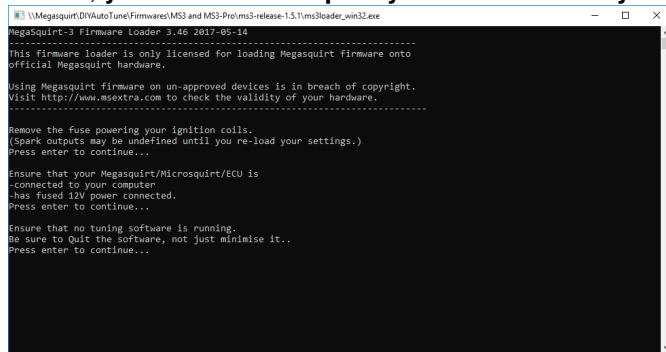 \\Megasquirt\DIYAutoTune\Firmwares\MS3 and MS3-Pro\ms3-release-1.5.1\ms3loader_win32.exe
MegaSquirt-3 Firmware Loader 3.46 2017-05-14
--------------------------------------------------------------------------
This firmware loader is only licensed for loading Megasquirt firmware onto
official Megasquirt hardware.
Using Megasquirt firmware on un-approved devices is in breach of copyright.
Visit http://www.msextra.com to check the validity of your hardware.
----------------------------------------------------------------------------
Remove the fuse powering your ignition coils.
(Spark outputs may be undefined until you re-load your settings.)
Press enter to continue...
Ensure that your Megasquirt/Microsquirt/ECU is
-connected to your computer
-has fused 12V power connected.
Press enter to continue...
Ensure that no tuning software is running.
Be sure to Quit the software, not just minimise it..
Press enter to continue...